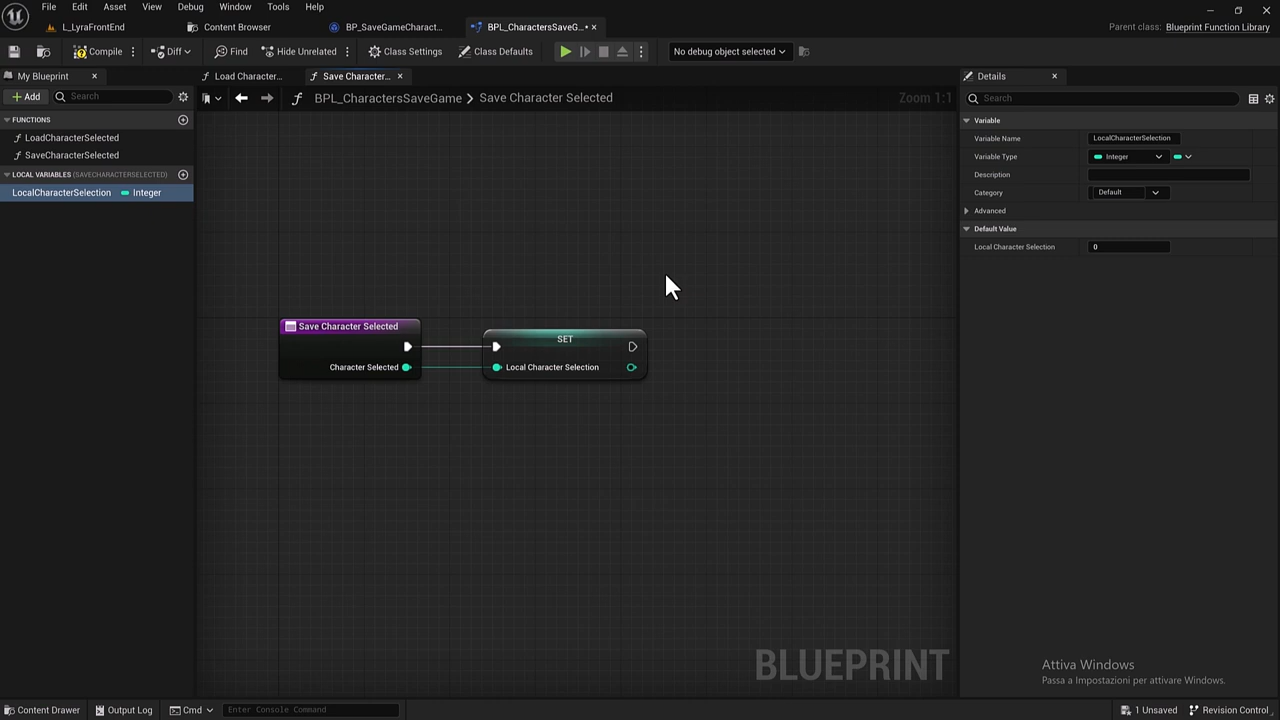 File Edit Asset View Debug Window Tools Help
L_LyraFrontEnd Content Browser BP_SaveGameCharact... BPL_CharactersSaveG...• × Parent class: Blueprint Function Library
Compile Diff Find Hide Unrelated Class Settings Class Defaults No debug object selected
My Blueprint × Load Character... Save Character... × Details ×
+ Add Search BPL_CharactersSaveGame > Save Character Selected Zoom 1:1 Search
FUNCTIONS
LoadCharacterSelected
SaveCharacterSelected
LOCAL VARIABLES (SAVECHARACTERSELECTED)
LocalCharacterSelection Integer
Save Character Selected
Character Selected
SET
Local Character Selection
BLUEPRINT
Variable
Variable Name LocalCharacterSelection
Variable Type Integer
Description
Category Default
Advanced
Default Value
Local Character Selection 0
Attiva Windows
Passa a Impostazioni per attivare Windows.
Content Drawer Output Log Cmd Enter Console Command 1 Unsaved Revision Control